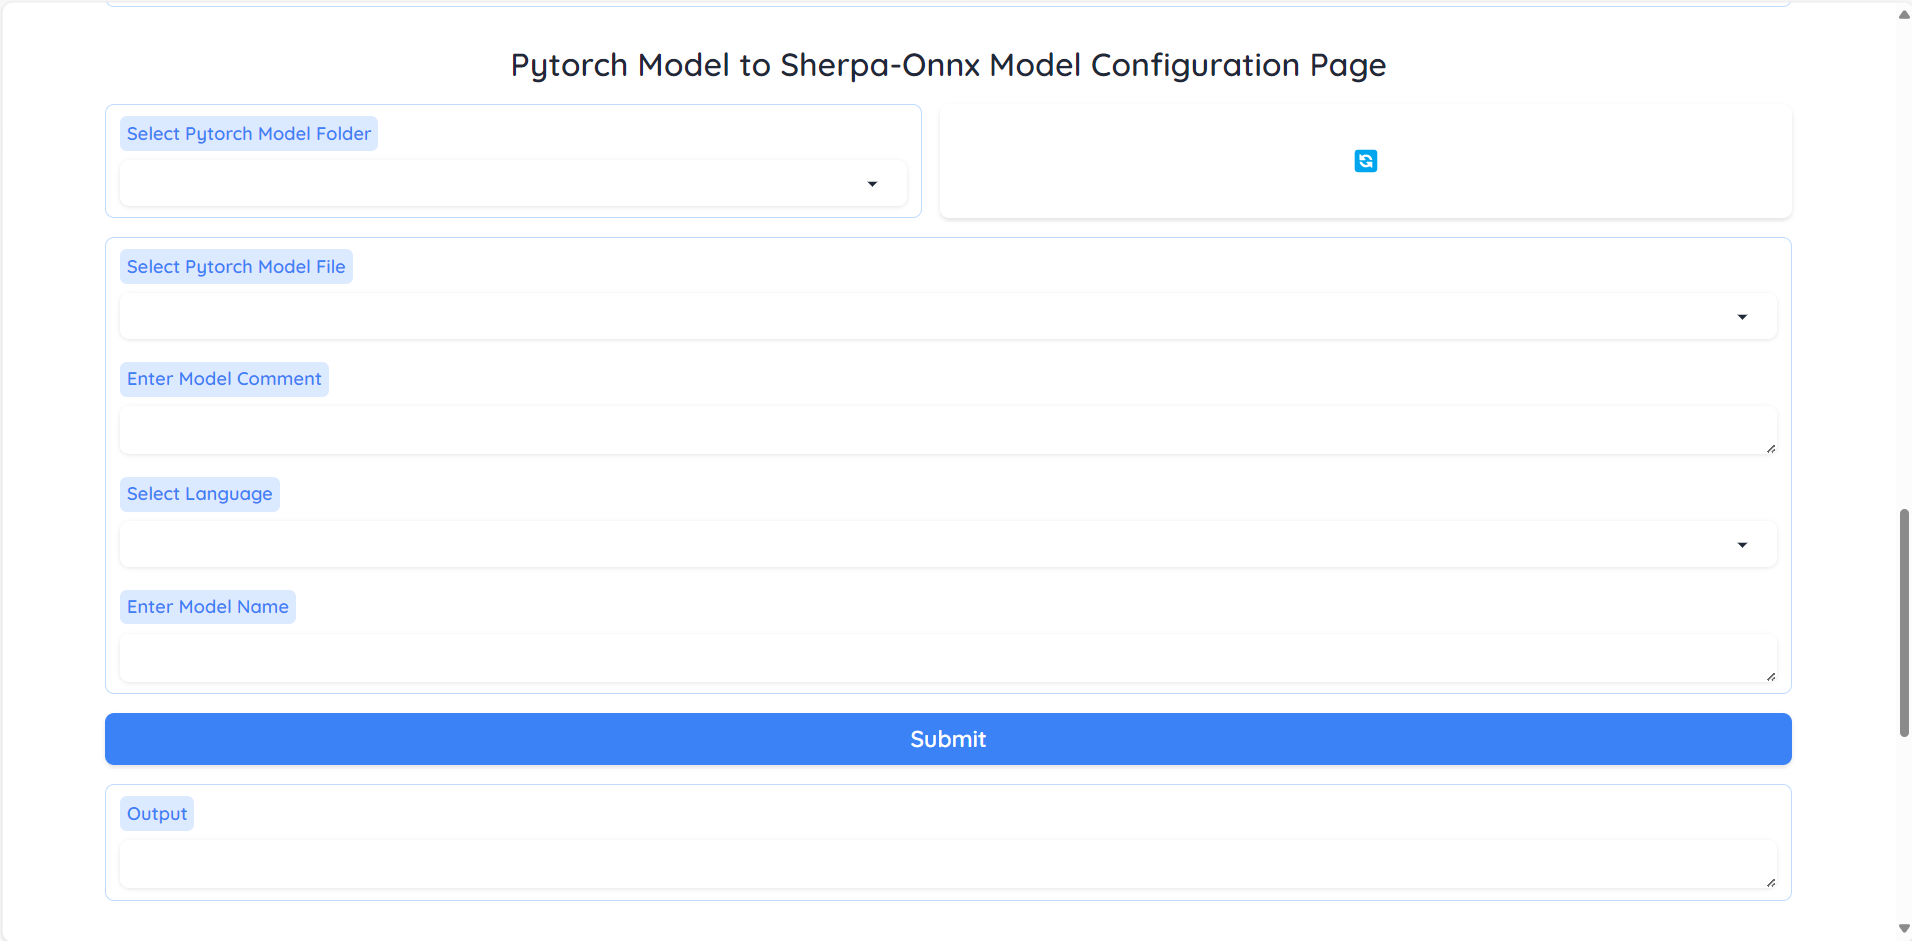 Pytorch Model to Sherpa-Onnx Model Configuration Page
Select Pytorch Model Folder
Select Pytorch Model File
Enter Model Comment
Select Language
Enter Model Name
Submit
Output